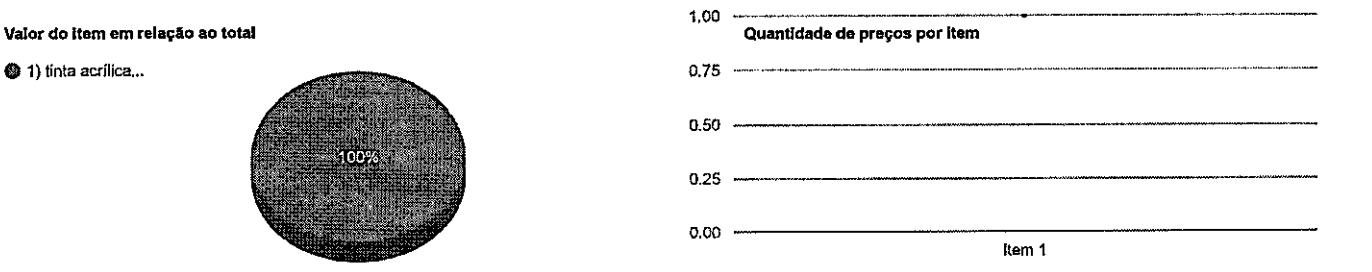 Valor do item em relação ao total
1) tinta acrílica...
100%
Quantidade de preços por item
1,00
0.75
0.50
0.25
0.00
Item 1